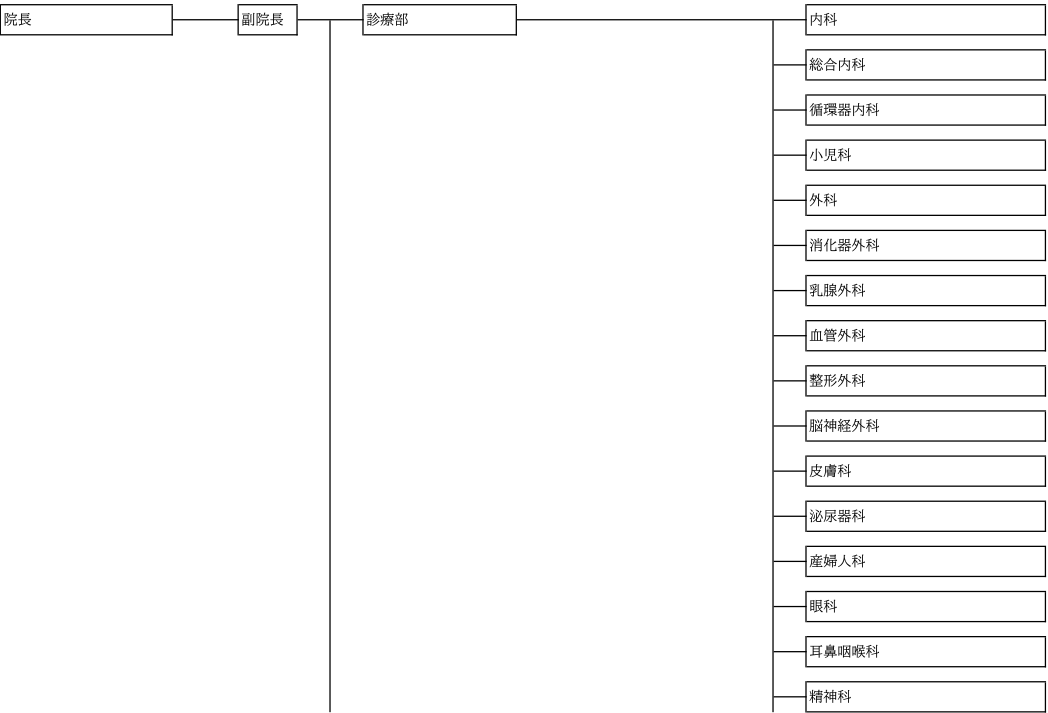 院長
副院長
診療部
内科
総合内科
循環器内科
小児科
外科
消化器外科
乳腺外科
血管外科
整形外科
脳神経外科
皮膚科
泌尿器科
産婦人科
眼科
耳鼻咽喉科
精神科